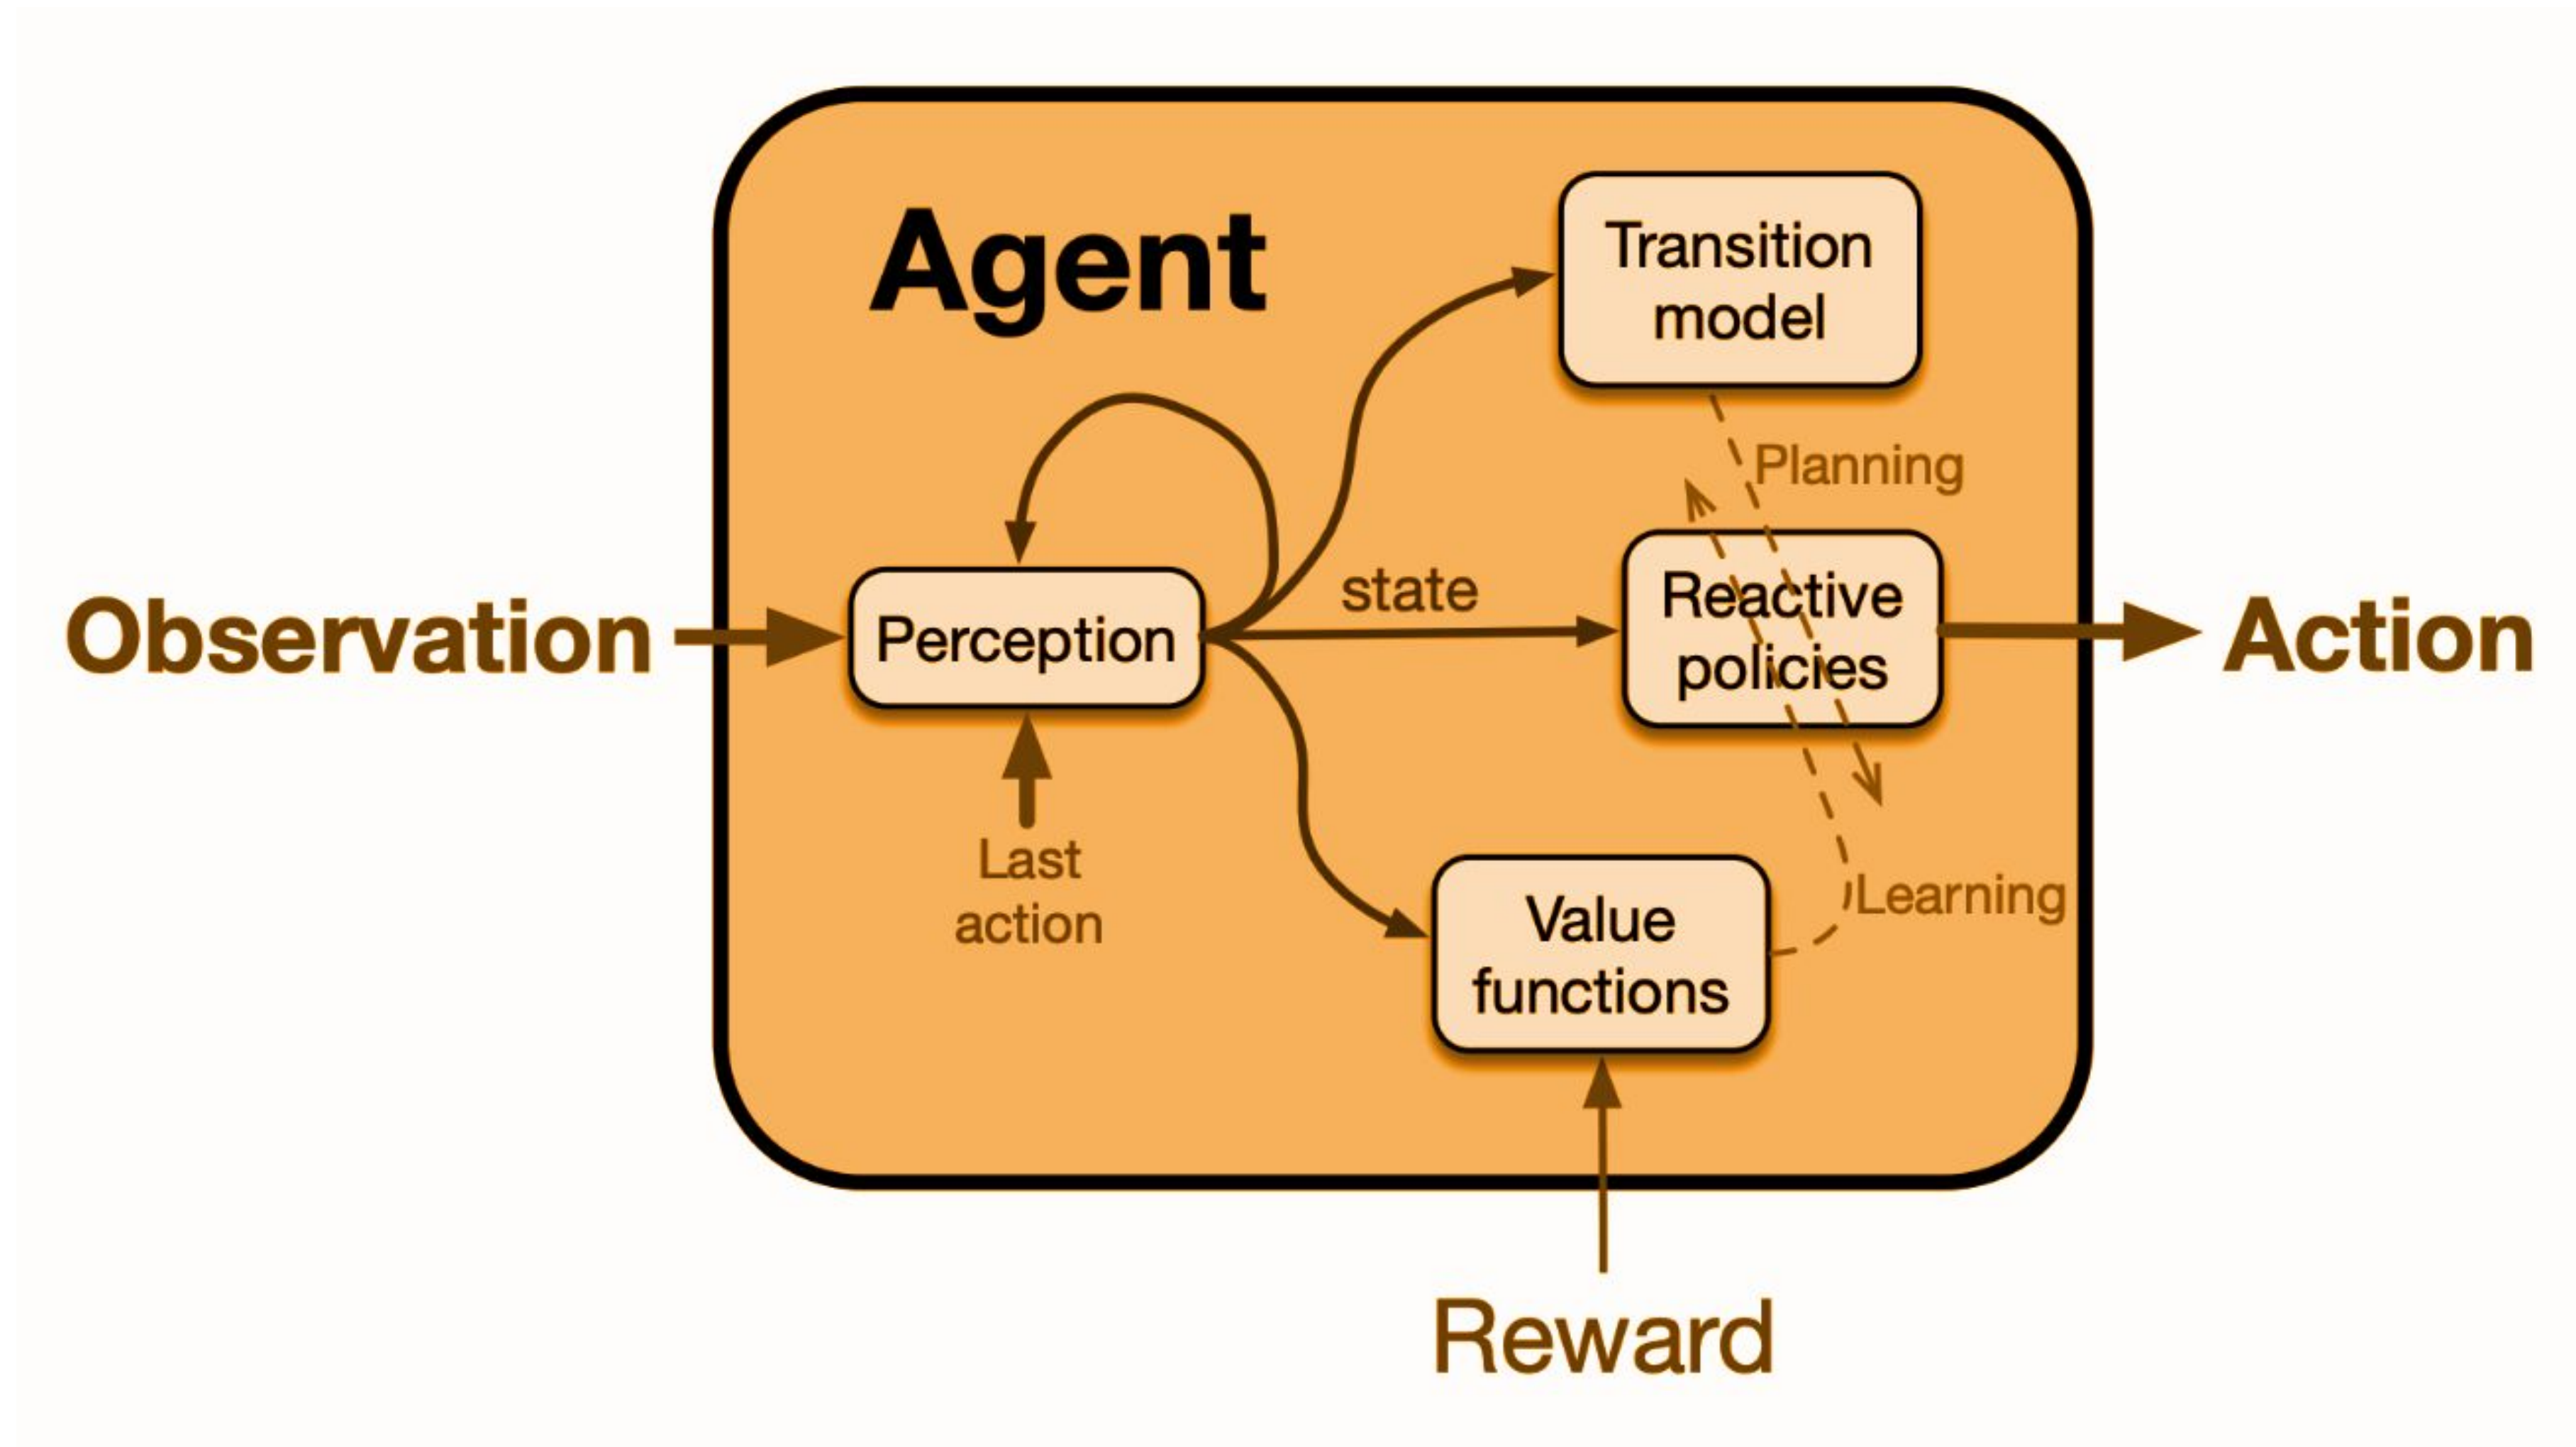 Agent
Transition
model
Planning
Observation
Perception
state
Reactive
policies
Action
Last
action
Value
functions
Learning
Reward